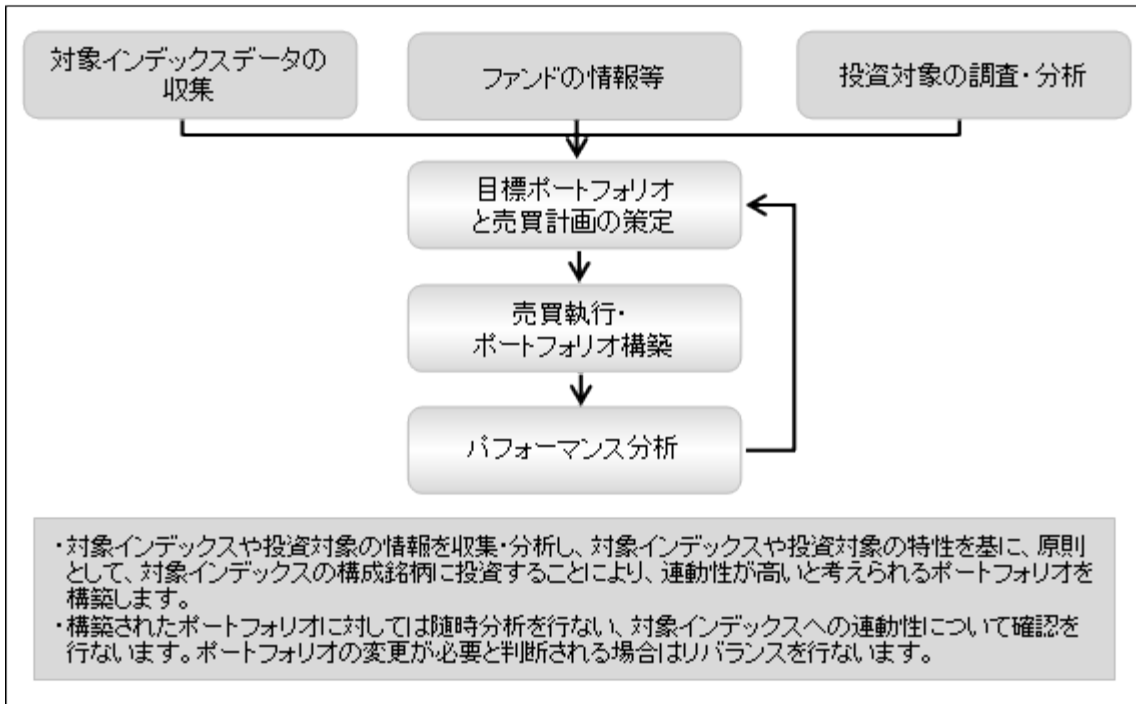 対象インデックスデータの
収集
ファンドの情報等
投資対象の調査・分析
目標ポートフォリオ
と売買計画の策定
売買執行・
ポートフォリオ構築
パフォーマンス分析
・対象インデックスや投資対象の情報を収集・分析し、対象インデックスや投資対象の特性を基に、原則
として、対象インデックスの構成銘柄に投資することにより、連動性が高いと考えられるポートフォリオを
構築します。
・構築されたポートフォリオに対しては随時分析を行ない、対象インデックスへの連動性について確認を
行ないます。ポートフォリオの変更が必要と判断される場合はリバランスを行ないます。